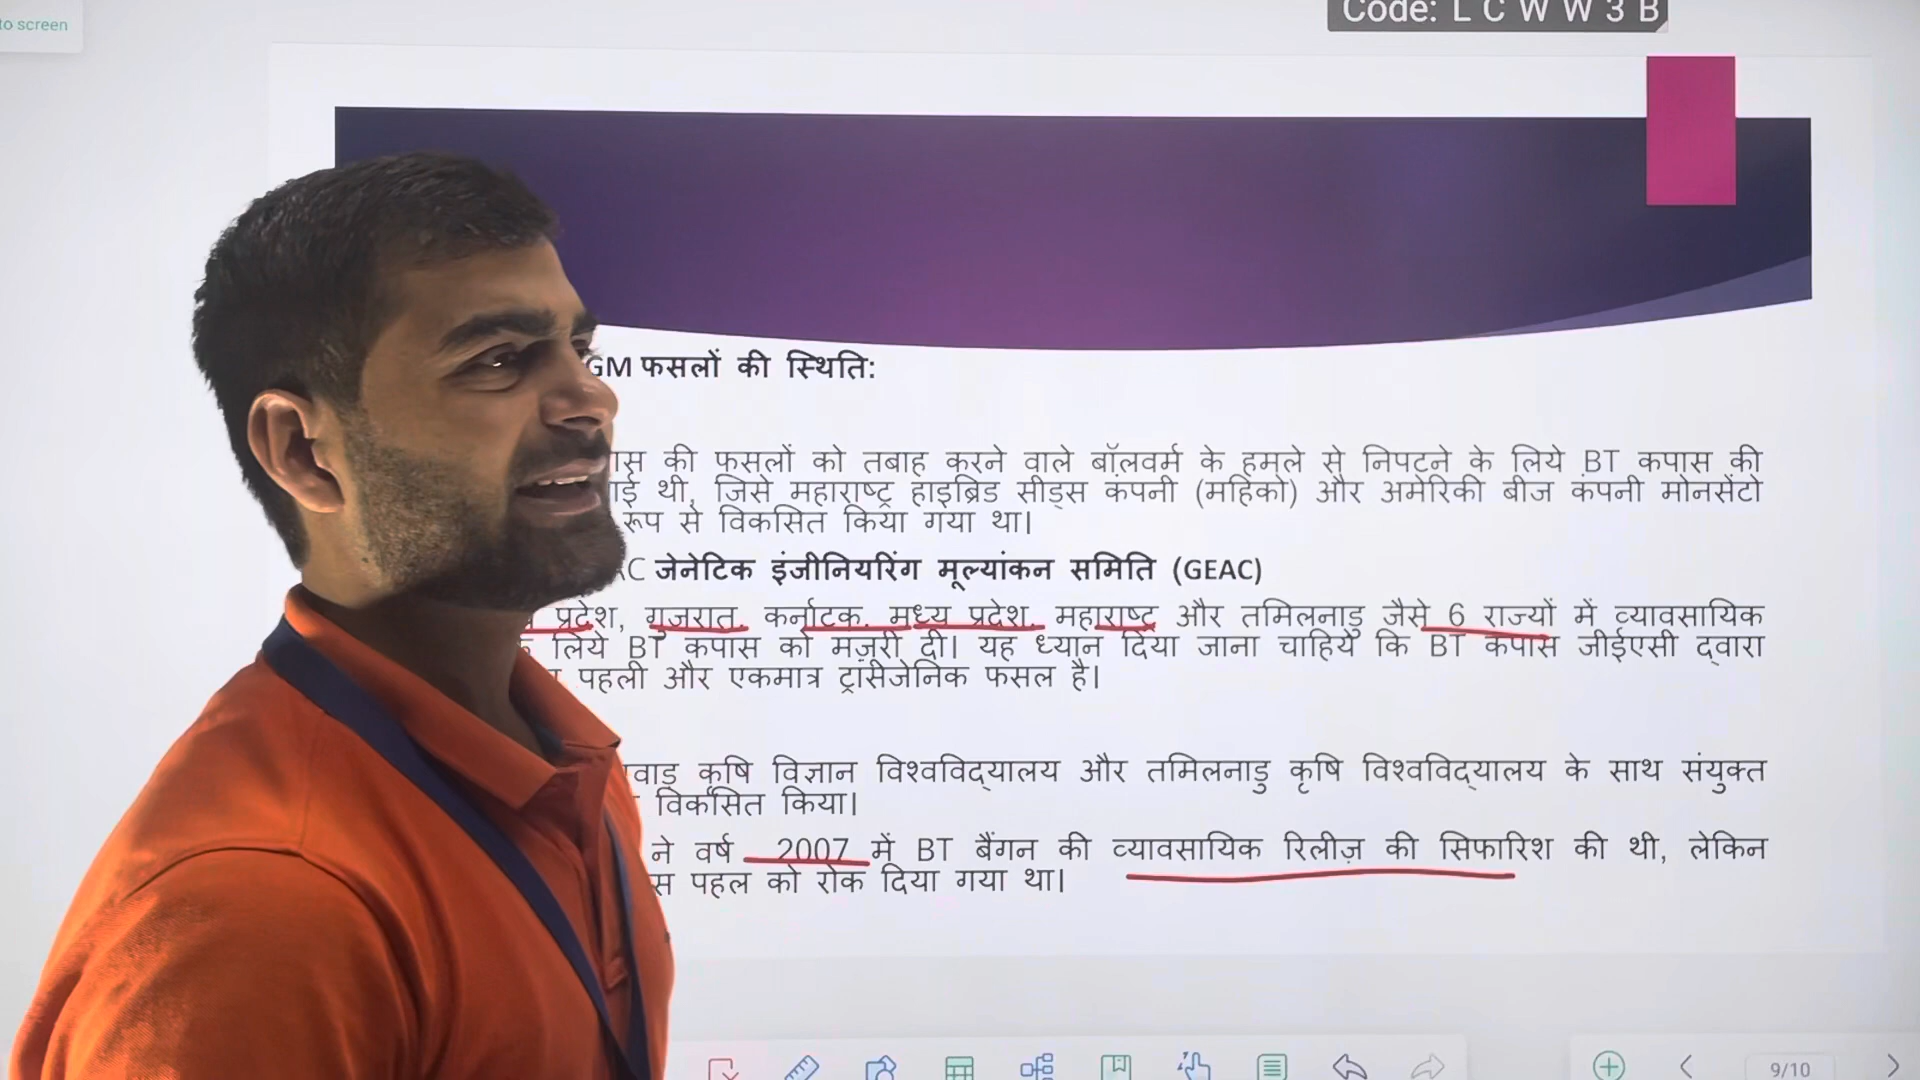 to screen
Code: L C W W 3 B
GM फसलों की स्थिति:
की फसलों को तबाह करने वाले बॉलवर्म के हमले से निपटने के लिये BT कपास की
थी, जिसे महाराष्ट्र हाइब्रिड सीड्स कंपनी (महिको) और अमेरिकी बीज कंपनी मोनसेंटो
रूप से विकसित किया गया था।
जेनेटिक इंजीनियरिंग मूल्यांकन समिति (GEAC)
प्रदेश, गुजरात, कर्नाटक, मध्य प्रदेश, महाराष्ट्र और तमिलनाडु जैसे 6 राज्यों में व्यावसायिक
लिये BT कपास को मंजूरी दी। यह ध्यान दिया जाना चाहिये कि BT कपास जीईएसी द्वारा
पहली और एकमात्र ट्रांसजेनिक फसल है।
कृषि विज्ञान विश्वविद्यालय और तमिलनाडु कृषि विश्वविद्यालय के साथ संयुक्त
विकसित किया।
ने वर्ष 2007 में BT बैंगन की व्यावसायिक रिलीज़ की सिफारिश की थी, लेकिन
पहल को रोक दिया गया था।
9/10